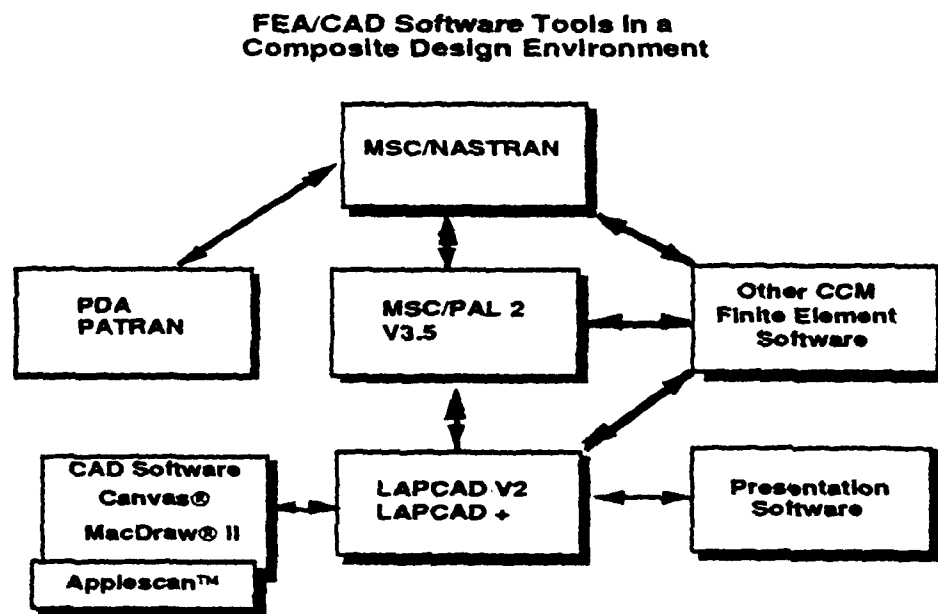 FEA/CAD Software Tools in a
Composite Design Environment
MSC/NASTRAN
PDA
PATRAN
MSC/PAL 2
V3.5
Other CCM
Finite Element
Software
CAD Software
Canvas®
MacDraw® II
Applescan™
LAPCAD V2
LAPCAD +
Presentation
Software